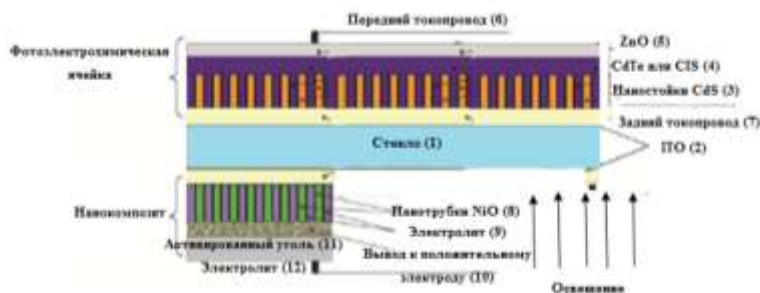 Передний токопровод (6)
Фотоэлектрохимическая
ячейка
ZnO (5)
CdTe или CIS (4)
Наностойки CdS (3)
Задний токопровод (7)
ITO (2)
Стекло (1)
Нанокомпозит
Нанотрубки NiO (8)
Электролит (9)
Активированный уголь (11)
Вывод к положительному
электроду (10)
Электролит (12)
Освещение